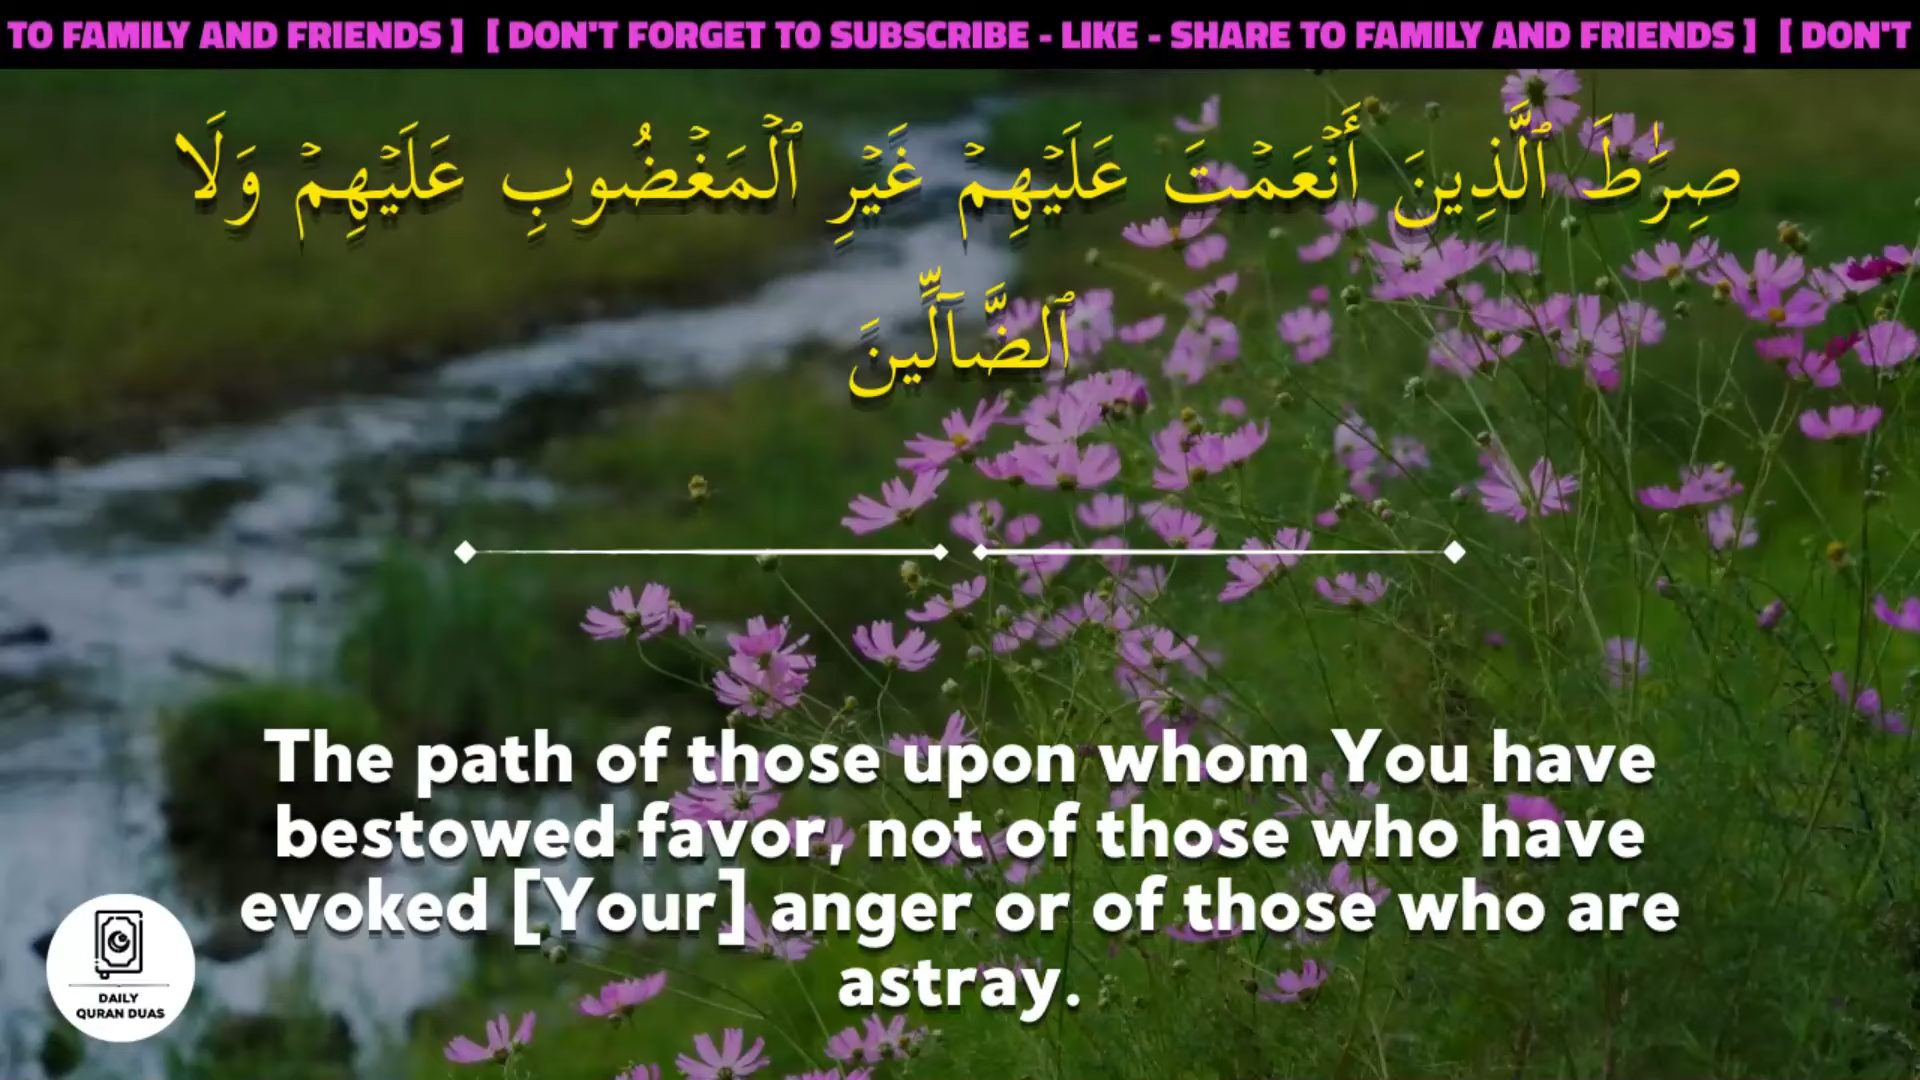 TO FAMILY AND FRIENDS ] [ DON'T FORGET TO SUBSCRIBE - LIKE - SHARE TO FAMILY AND FRIENDS ] [ DON'T
صِرَٰطَ ٱلَّذِينَ أَنۡعَمۡتَ عَلَيۡهِمۡ غَيۡرِ ٱلۡمَغۡضُوبِ عَلَيۡهِمۡ وَلَا
ٱلضَّآلِّينَ
The path of those upon whom You have
bestowed favor, not of those who have
evoked [Your] anger or of those who are
astray.
DAILY
QURAN DUAS